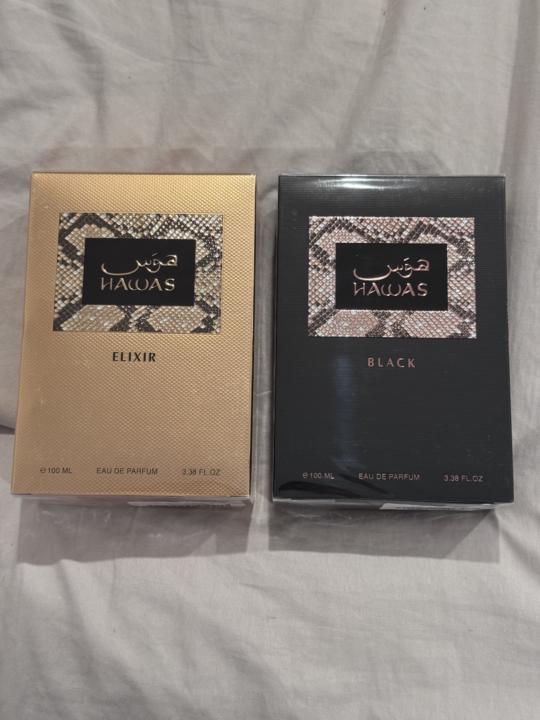 هوس
HAWAS
ELIXIR
℮ 100 ML EAU DE PARFUM 3.38 FL.OZ
هوس
HAWAS
BLACK
℮ 100 ML EAU DE PARFUM 3.38 FL.OZ